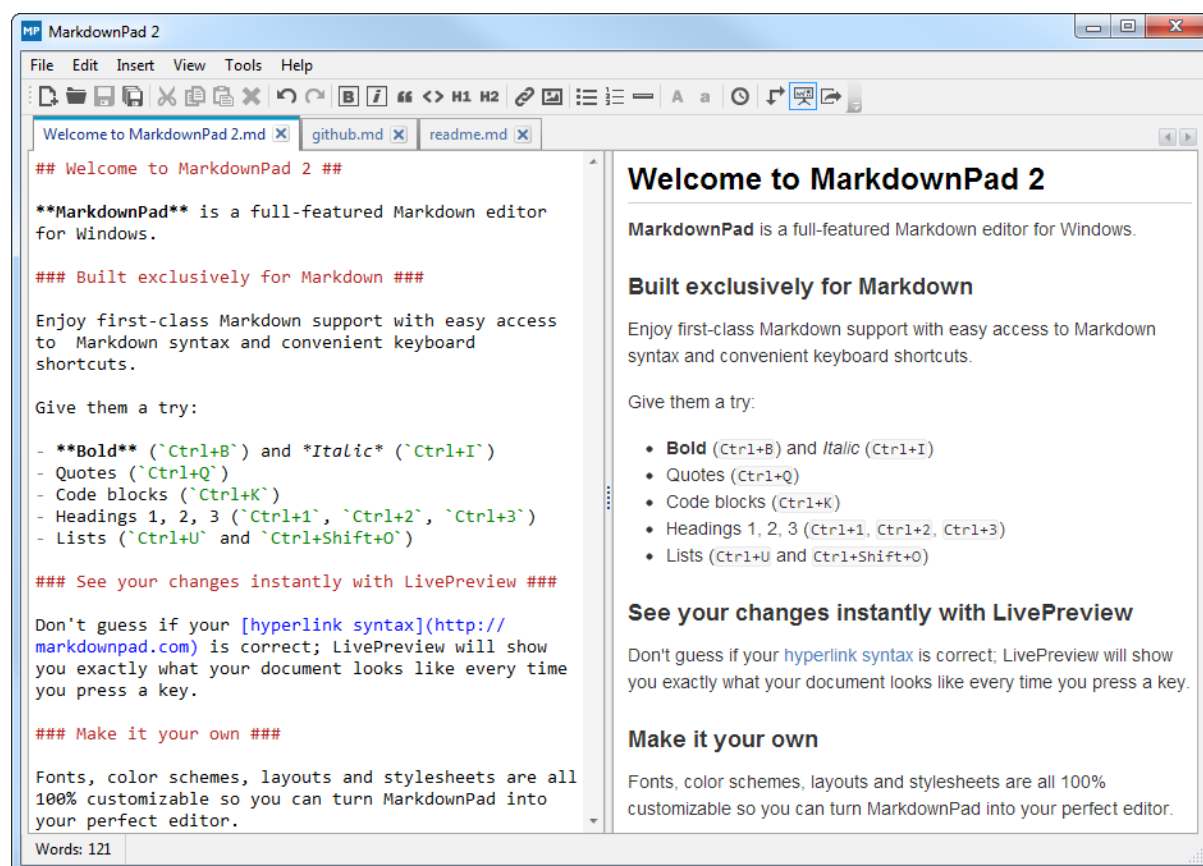 MP MarkdownPad 2
File Edit Insert View Tools Help
B i “ <> H1 H2 A a
Welcome to MarkdownPad 2.md github.md readme.md
## Welcome to MarkdownPad 2 ##
**MarkdownPad** is a full-featured Markdown editor
for Windows.
### Built exclusively for Markdown ###
Enjoy first-class Markdown support with easy access
to  Markdown syntax and convenient keyboard
shortcuts.
Give them a try:
- **Bold** (`Ctrl+B`) and *Italic* (`Ctrl+I`)
- Quotes (`Ctrl+Q`)
- Code blocks (`Ctrl+K`)
- Headings 1, 2, 3 (`Ctrl+1`, `Ctrl+2`, `Ctrl+3`)
- Lists (`Ctrl+U` and `Ctrl+Shift+O`)
### See your changes instantly with LivePreview ###
Don't guess if your [hyperlink syntax](http://
markdownpad.com) is correct; LivePreview will show
you exactly what your document looks like every time
you press a key.
### Make it your own ###
Fonts, color schemes, layouts and stylesheets are all
100% customizable so you can turn MarkdownPad into
your perfect editor.
Welcome to MarkdownPad 2
MarkdownPad is a full-featured Markdown editor for Windows.
Built exclusively for Markdown
Enjoy first-class Markdown support with easy access to Markdown
syntax and convenient keyboard shortcuts.
Give them a try:
• Bold (Ctrl+B) and Italic (Ctrl+I)
• Quotes (Ctrl+Q)
• Code blocks (Ctrl+K)
• Headings 1, 2, 3 (Ctrl+1, Ctrl+2, Ctrl+3)
• Lists (Ctrl+U and Ctrl+Shift+O)
See your changes instantly with LivePreview
Don't guess if your hyperlink syntax is correct; LivePreview will show
you exactly what your document looks like every time you press a key.
Make it your own
Fonts, color schemes, layouts and stylesheets are all 100%
customizable so you can turn MarkdownPad into your perfect editor.
Words: 121